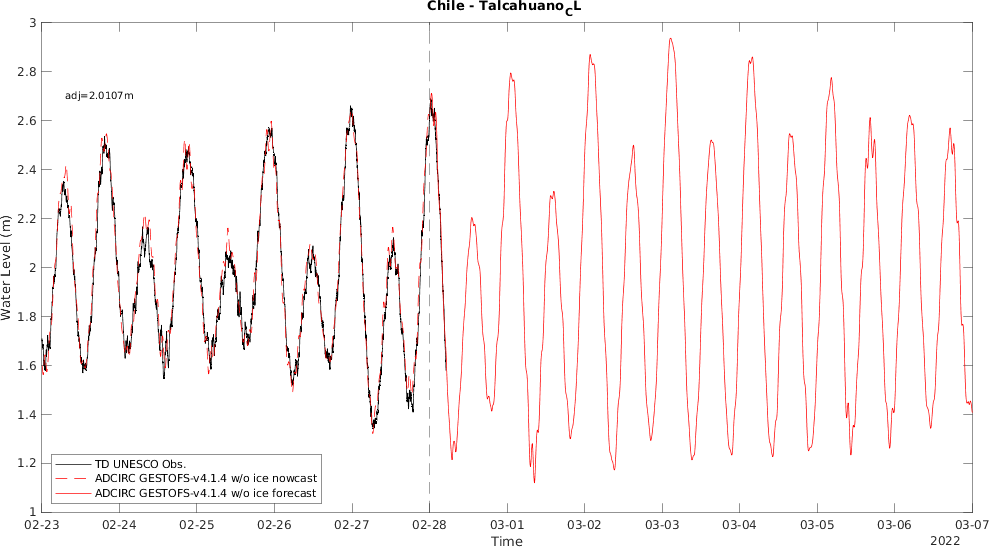 Chile - Talcahuano_CL
3
2.8
2.6
2.4
2.2
2
1.8
1.6
1.4
1.2
1
Water Level (m)
adj=2.0107m
TD UNESCO Obs.
ADCIRC GESTOFS-v4.1.4 w/o ice nowcast
ADCIRC GESTOFS-v4.1.4 w/o ice forecast
02-23 02-24 02-25 02-26 02-27 02-28 03-01 03-02 03-03 03-04 03-05 03-06 03-07
Time
2022